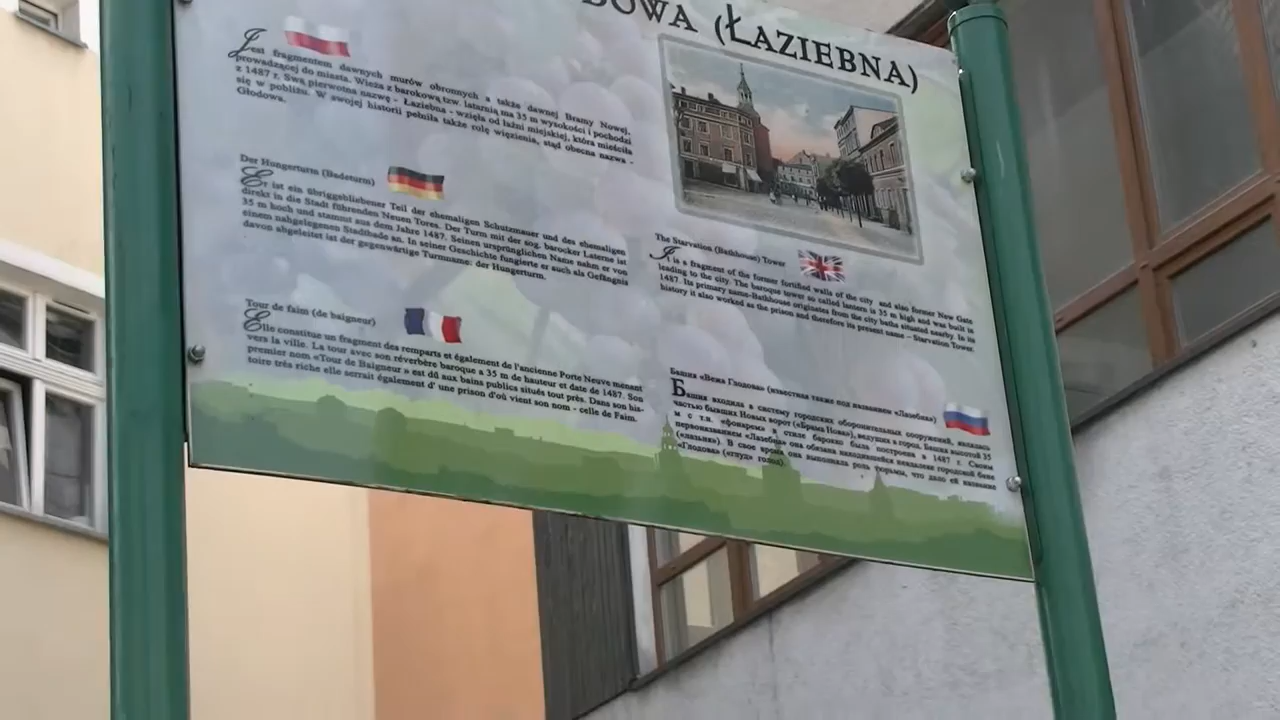 DOWA (ŁAZIEBNA)
Jest fragmentem dawnych murów obronnych a także dawnej Bramy Nowej,
prowadzącej do miasta. Wieża z barokową tzw. latarnią ma 35 m wysokości i pochodzi
z 1487 r. Swą pierwotną nazwę - Łaziebna - wzięła od łaźni miejskiej, która mieściła
się w pobliżu. W swojej historii pełniła także rolę więzienia, stąd obecna nazwa -
Głodowa.
Der Hungerturm (Badeturm)
Er ist ein übriggsbliebener Teil der ehemaligen Schutzmauer und des ehemaligen
direkt in die Stadt führenden Neuen Tores. Der Turm mit der sog. barocker Laterne ist
35 m hoch und stammt aus dem Jahre 1487. Seinen ursprünglichen Name nahm er von
einem nahgelegenen Stadtbade an. In seiner Geschichte fungierte er auch als Gefängnis
davon abgeleitet ist der gegenwärtige Turmname: der Hungerturm.
Tour de faim (de baigneur)
Elle constitue un fragment des remparts et également de l'ancienne Porte Neuve menant
vers la ville. La tour avec son réverbère baroque a 35 m de hauteur et date de 1487. Son
premier nom «Tour de Baigneur » est dû aux bains publics situés tout près. Dans son his-
toire trés riche elle serrait également d' une prison d'où vient son nom - celle de Faim.
The Starvation (Bathhouse) Tower
It is a fragment of the former fortified walls of the city and also former New Gate
leading to the city. The baroque tower so called lantern is 35 m high and was built in
1487. Its primary name-Bathhouse originates from the city baths situated nearby. In its
history it also worked as the prison and therefore its present name – Starvation Tower.
Башня «Вежа Глодова» (известная также под названием «Лазебна»)
Башня входила в систему городских оборонительных сооружений, являясь
частью бывших Новых ворот («Брама Нова»), ведущих в город. Башня высотой 35
м с т.н. «фонарем» в стиле барокко была построена в 1487 г. Своим
первоназванием «Лазебна» она обязана находившейся невдалеке городской бане
(«лазьня»). В свое время она выполняла роль тюрьмы, что дало ей название
«Глодова» («глуд» голод).